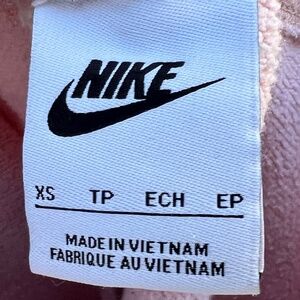 NIKE
XS TP ECH EP
MADE IN VIETNAM
FABRIQUE AU VIETNAM